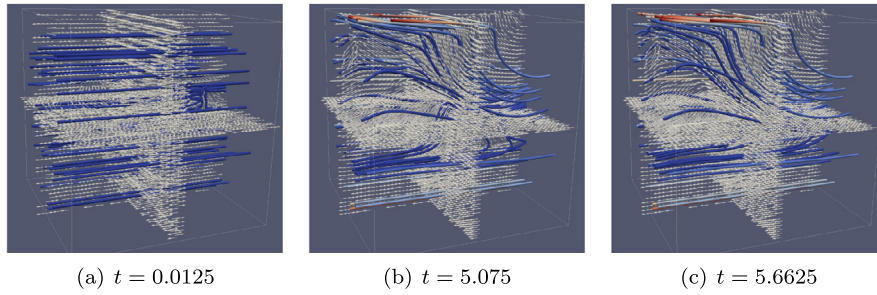 (a) t = 0.0125 (b) t = 5.075 (c) t = 5.6625